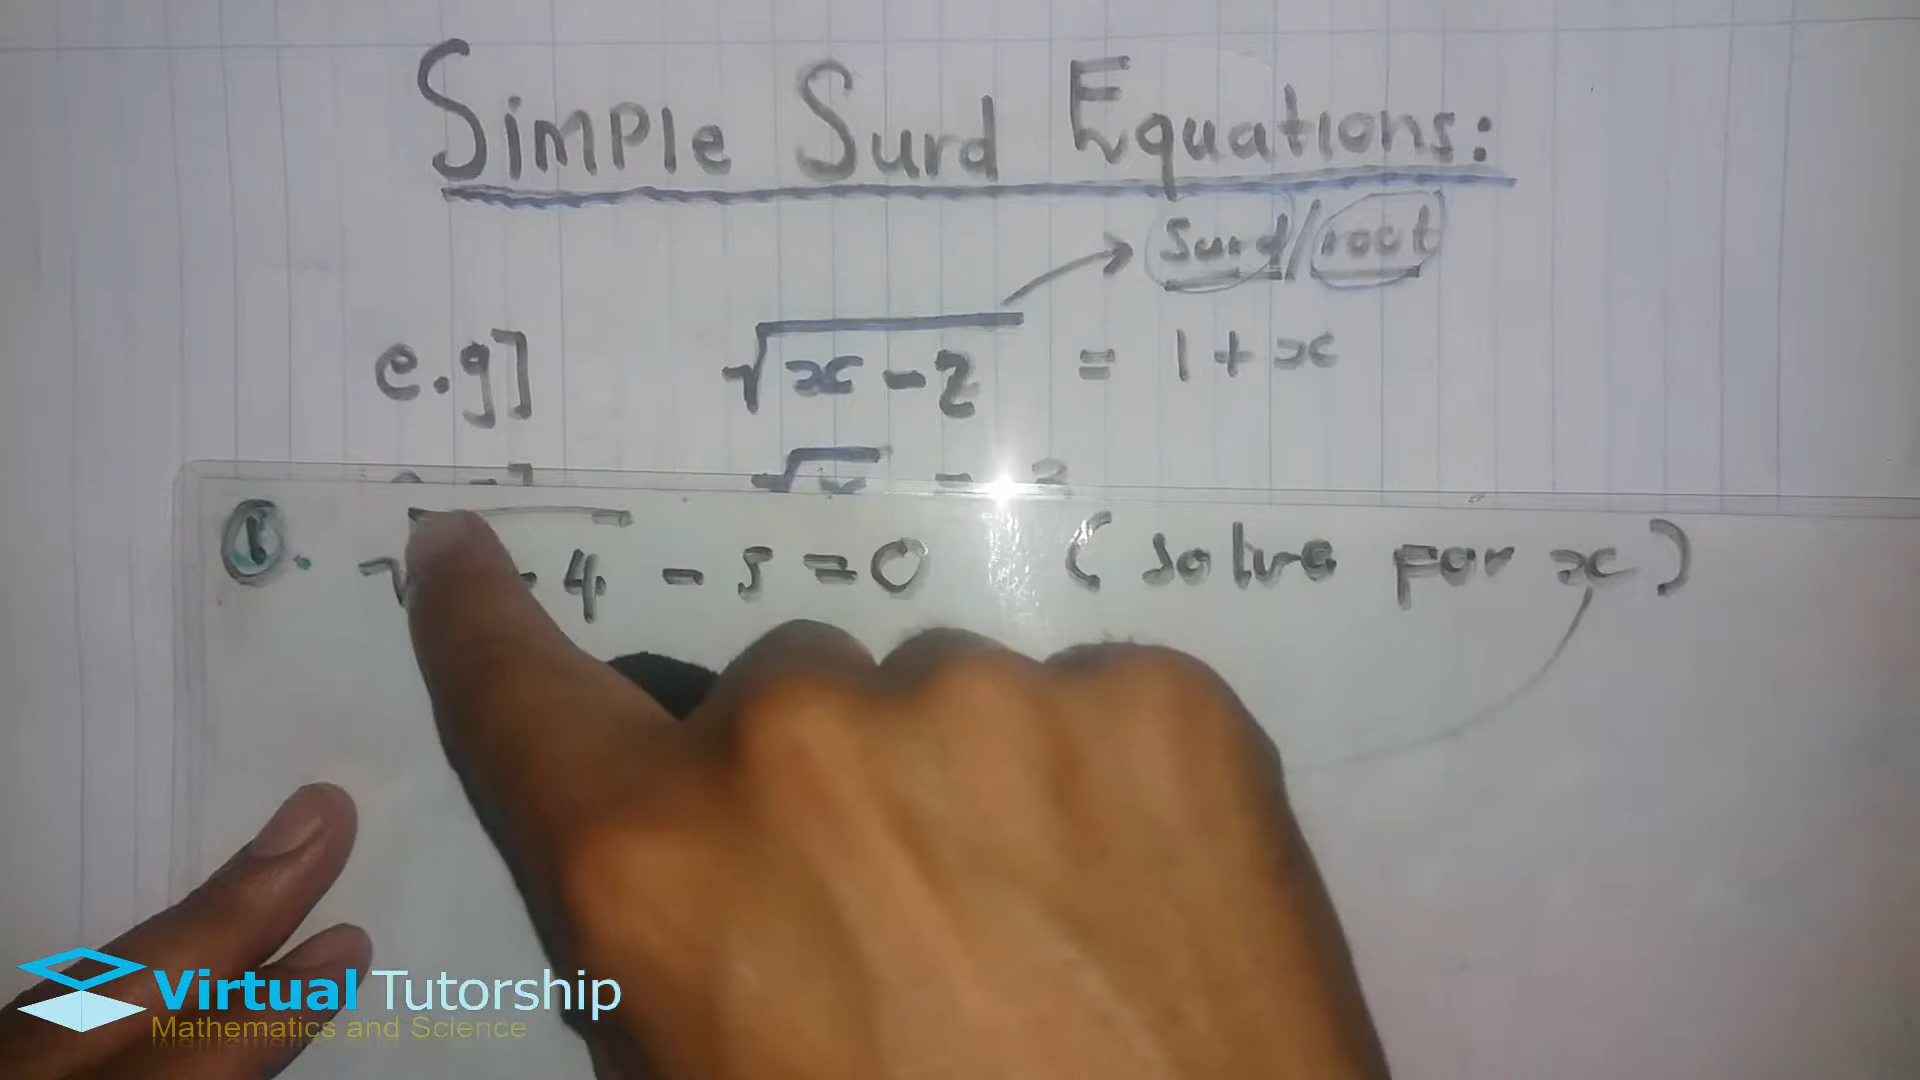 Simple Surd Equations:
Surd/root
e.g] √x - 2 = 1 + x
1. √ - 4 - 5 = 0 (solve for x)
Virtual Tutorship
Mathematics and Science